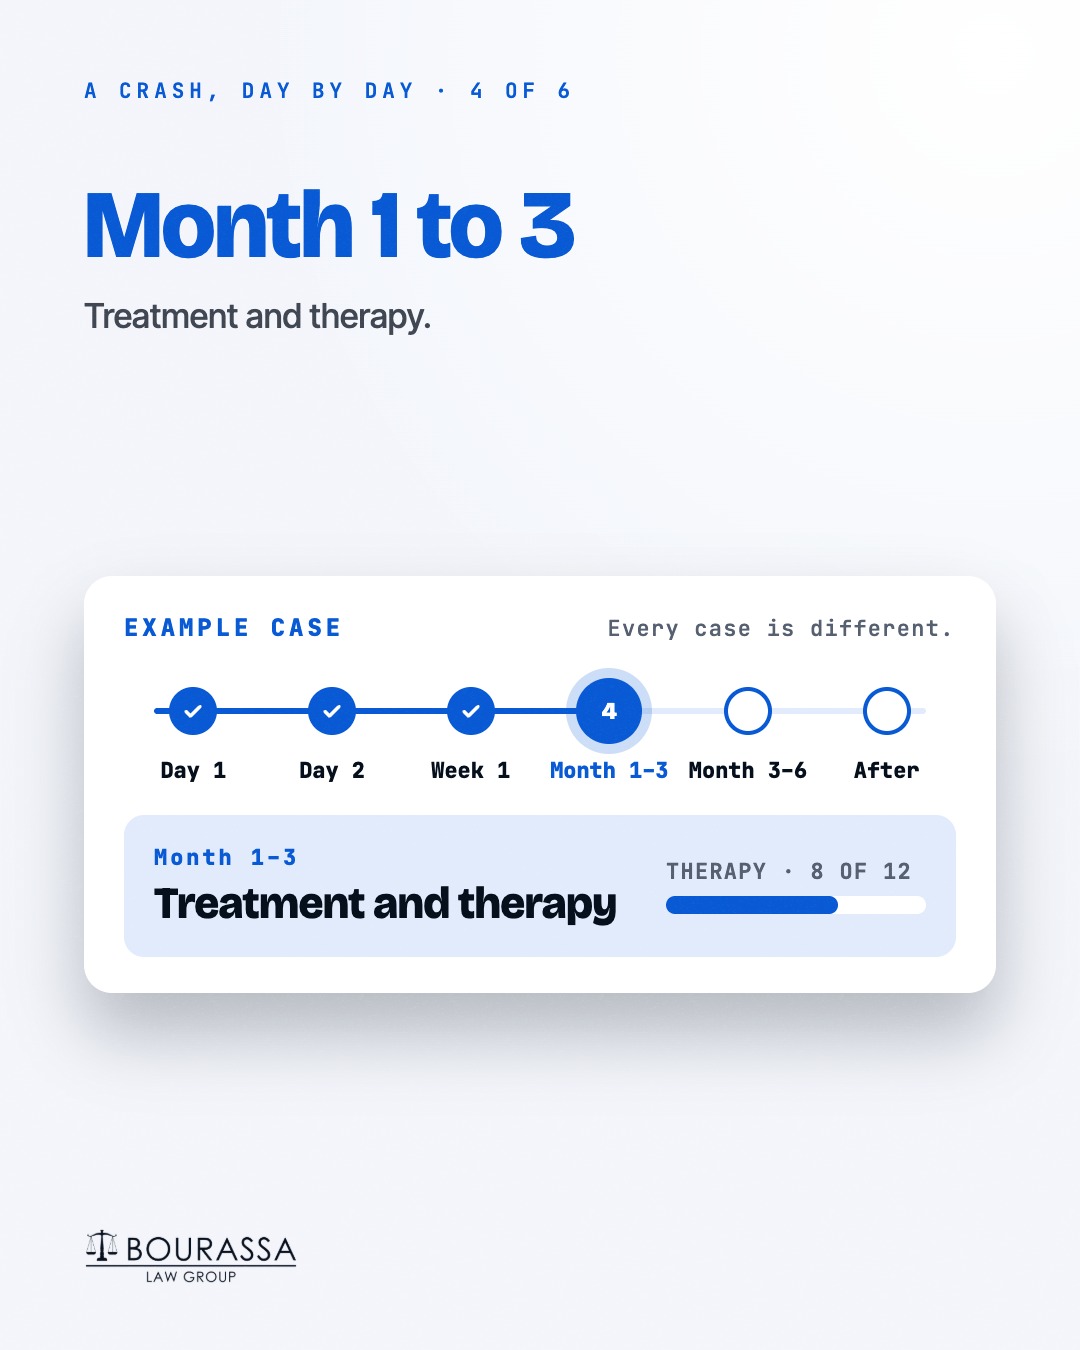 A CRASH, DAY BY DAY · 4 OF 6
Month 1 to 3
Treatment and therapy.
EXAMPLE CASE
Every case is different.
4
Day 1
Day 2
Week 1
Month 1–3
Month 3–6
After
Month 1–3
Treatment and therapy
THERAPY · 8 OF 12
BOURASSA
LAW GROUP